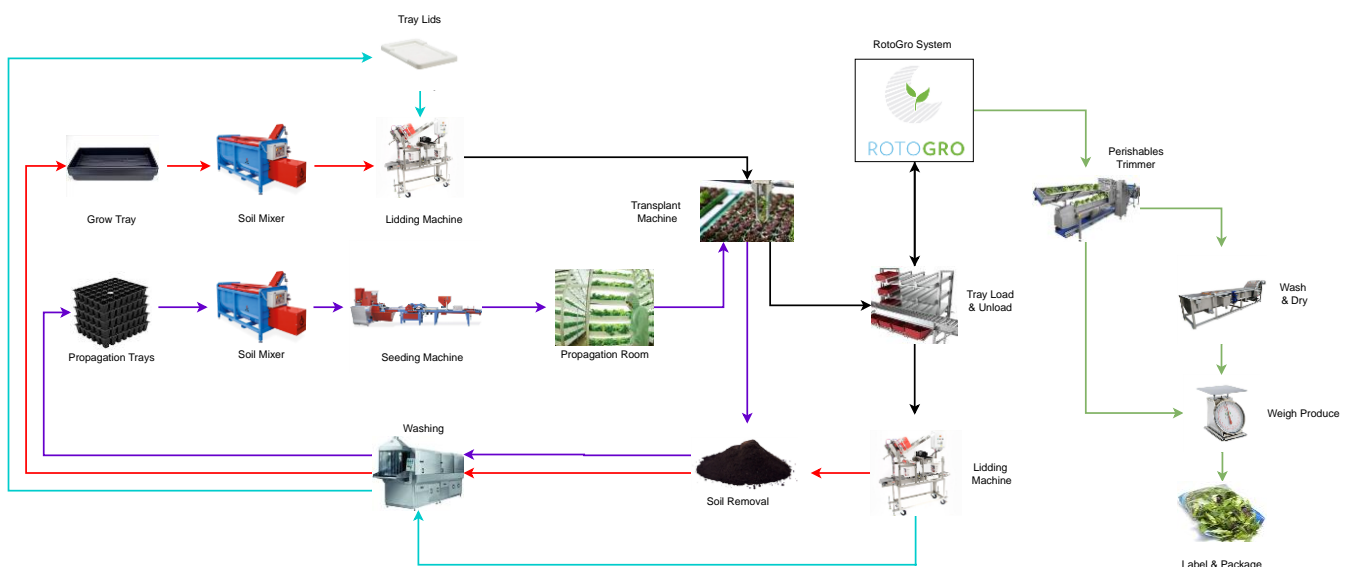 Tray Lids
RotoGro System
ROTOGRO
Perishables
Trimmer
Grow Tray
Soil Mixer
Lidding Machine
Transplant
Machine
Tray Load
& Unload
Wash
& Dry
Propagation Trays
Soil Mixer
Seeding Machine
Propagation Room
Weigh Produce
Washing
Soil Removal
Lidding
Machine
Label & Package